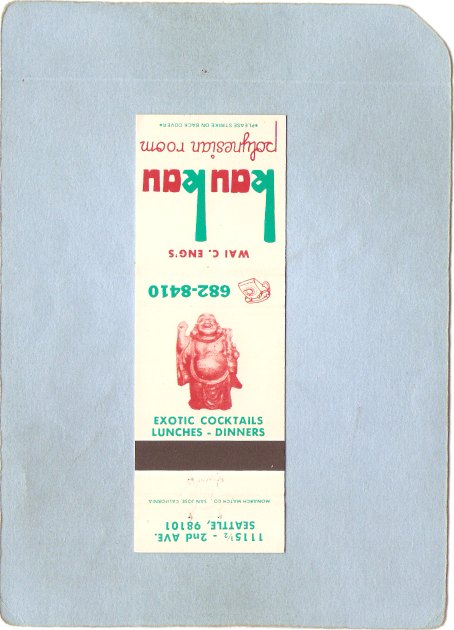 682-8410
WAI C. ENG'S
kau kau
polynesian room
*PLEASE STRIKE ON BACK COVER*
EXOTIC COCKTAILS
LUNCHES - DINNERS
1115½ - 2nd AVE.
SEATTLE, 98101
MONARCH MATCH CO. SAN JOSE, CALIFORNIA